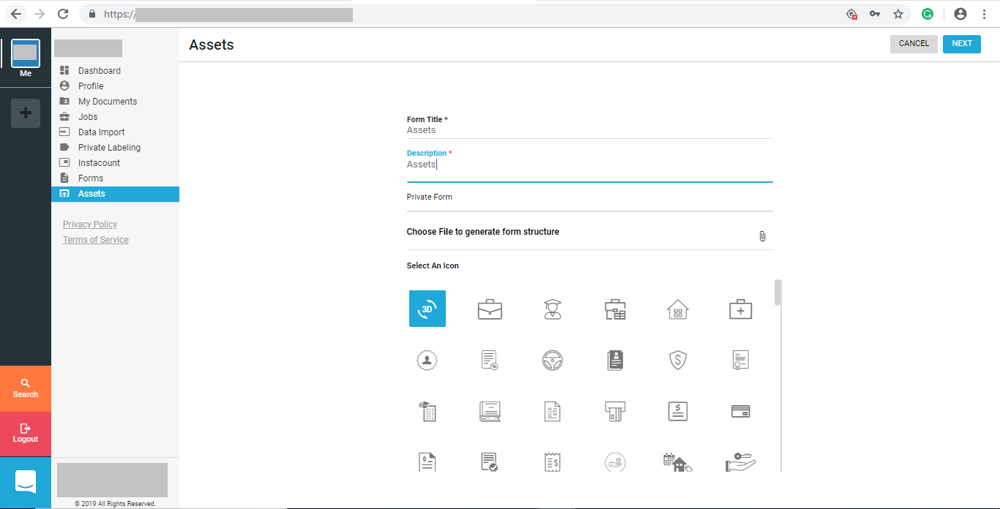 https://
Assets
CANCEL
NEXT
Me
Dashboard
Profile
My Documents
Jobs
Data Import
Private Labeling
Instacount
Forms
Assets
Privacy Policy
Terms of Service
Search
Logout
© 2019 All Rights Reserved.
Form Title *
Assets
Description *
Assets
Private Form
Choose File to generate form structure
Select An Icon
3D